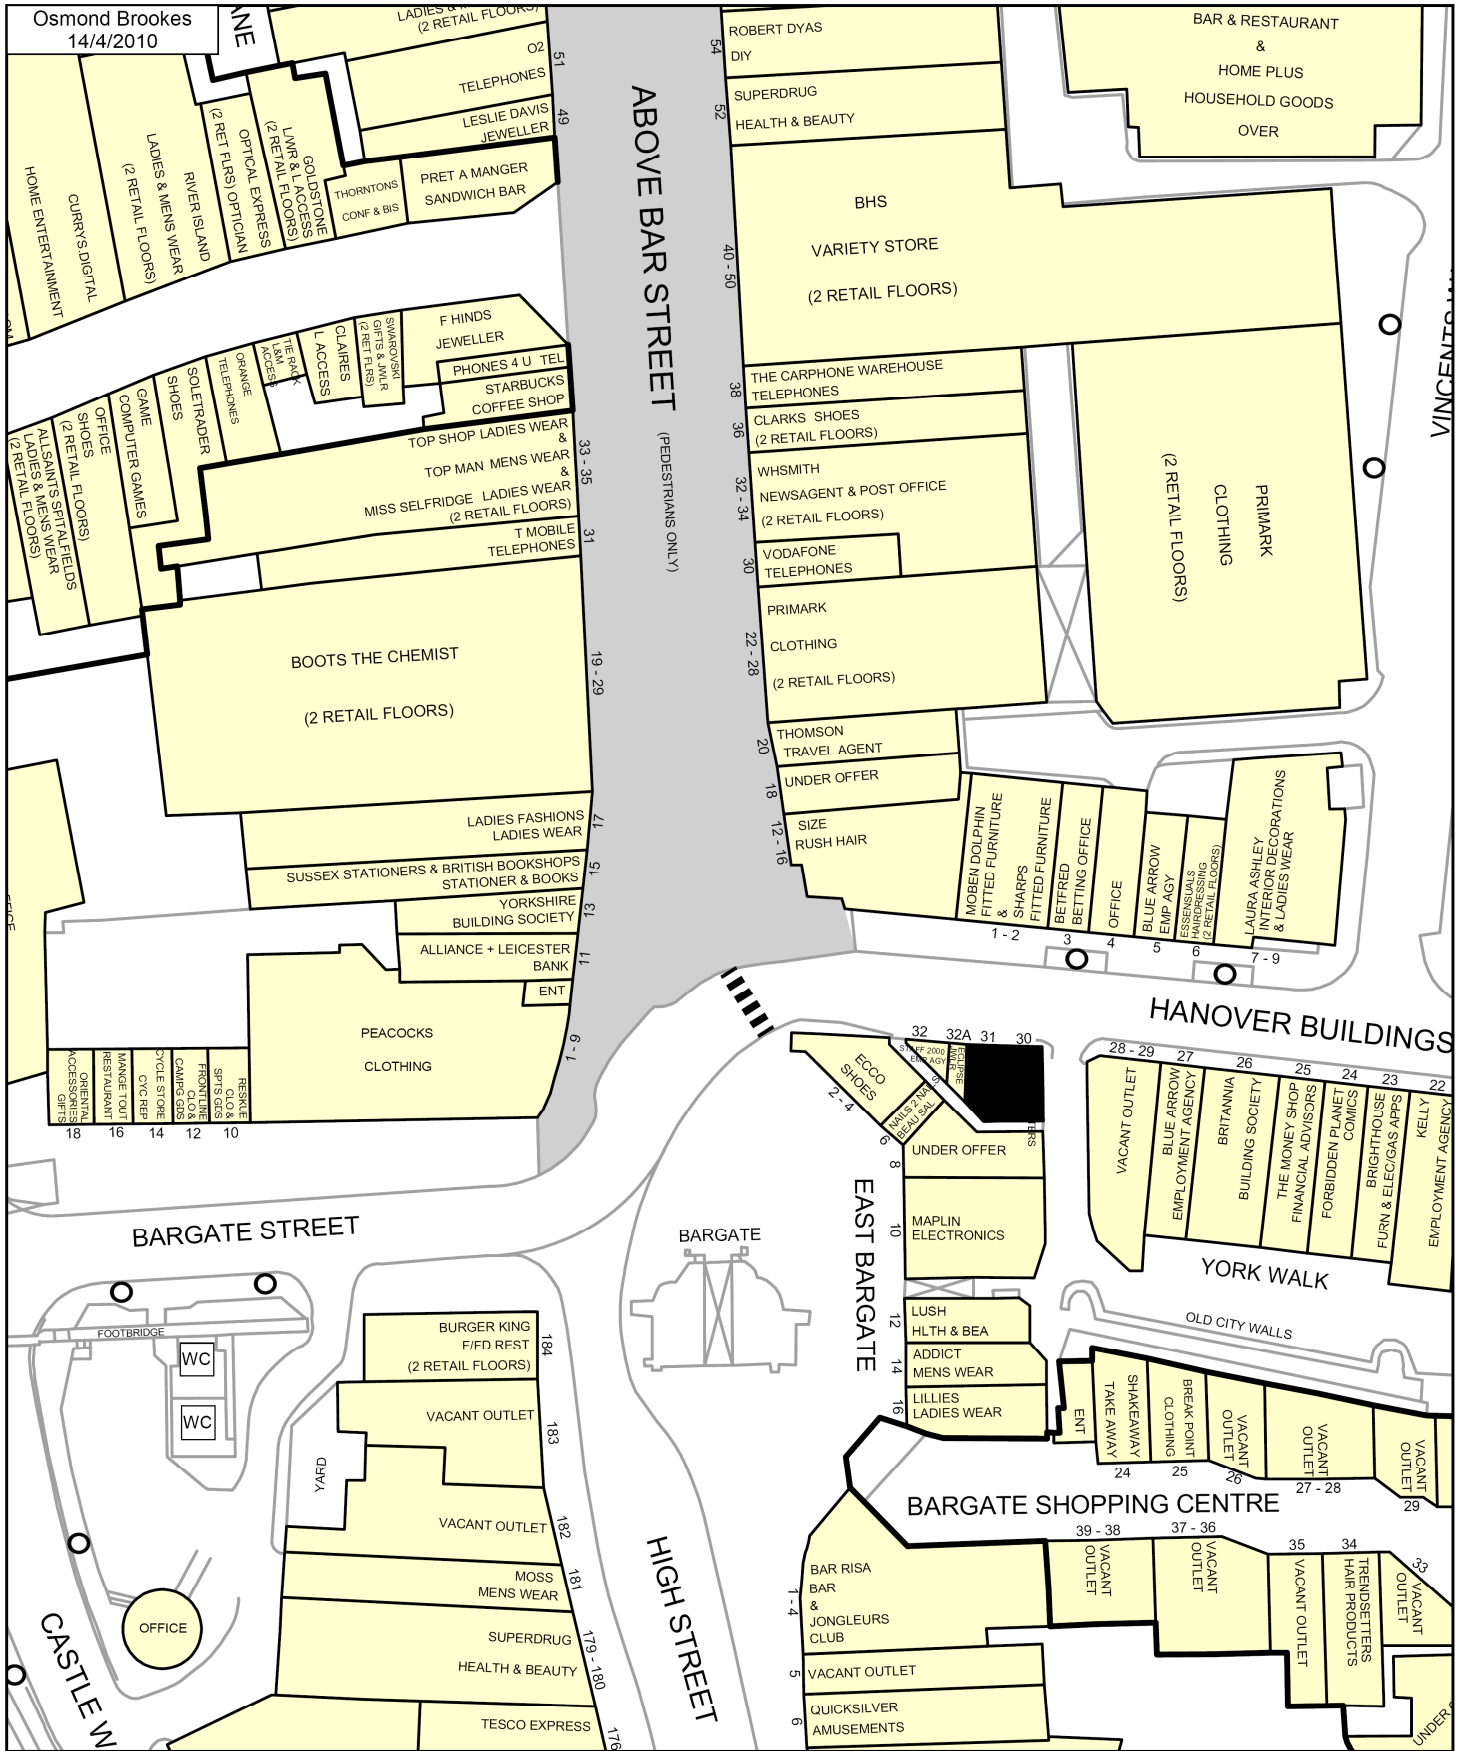 Osmond Brookes
14/4/2010
ANE
LADIES &
(2 RETAIL FLOORS)
O2
TELEPHONES
51
LESLIE DAVIS
JEWELLER
49
PRET A MANGER
SANDWICH BAR
THORNTONS
CONF & BIS
GOLDSTONE
L/WR & L ACCESS
(2 RETAIL FLOORS)
OPTICAL EXPRESS
(2 RET FLRS) OPTICIAN
RIVER ISLAND
LADIES & MENS WEAR
(2 RETAIL FLOORS)
CURRYS.DIGITAL
HOME ENTERTAINMENT
F HINDS
JEWELLER
PHONES 4 U TEL
STARBUCKS
COFFEE SHOP
SWAROVSKI
GIFTS & JWLR
(2 RET FLRS)
CLAIRES
L ACCESS
TIE RACK
L&M
ACCESS
ORANGE
TELEPHONES
SOLETRADER
SHOES
GAME
COMPUTER GAMES
OFFICE
SHOES
(2 RETAIL FLOORS)
ALLSAINTS SPITALFIELDS
LADIES & MENS WEAR
(2 RETAIL FLOORS)
TOP SHOP LADIES WEAR
&
TOP MAN MENS WEAR
&
MISS SELFRIDGE LADIES WEAR
(2 RETAIL FLOORS)
33 - 35
T MOBILE
TELEPHONES
31
BOOTS THE CHEMIST
(2 RETAIL FLOORS)
19 - 29
LADIES FASHIONS
LADIES WEAR
17
SUSSEX STATIONERS & BRITISH BOOKSHOPS
STATIONER & BOOKS
15
YORKSHIRE
BUILDING SOCIETY
13
ALLIANCE + LEICESTER
BANK
11
ENT
PEACOCKS
CLOTHING
1 - 9
RESKUE
CLO &
SPTS GDS
10
FRONTLINE
CLO &
CAMPG GDS
12
CYCLE STORE
CYC REP
14
MANGE TOUT
RESTAURANT
16
ORIENTAL
ACCESSORIES
GIFTS
18
ABOVE BAR STREET
(PEDESTRIANS ONLY)
ROBERT DYAS
DIY
54
SUPERDRUG
HEALTH & BEAUTY
52
BHS
VARIETY STORE
(2 RETAIL FLOORS)
40 - 50
THE CARPHONE WAREHOUSE
TELEPHONES
38
CLARKS SHOES
(2 RETAIL FLOORS)
36
WHSMITH
NEWSAGENT & POST OFFICE
(2 RETAIL FLOORS)
32 - 34
VODAFONE
TELEPHONES
30
PRIMARK
CLOTHING
(2 RETAIL FLOORS)
22 - 28
THOMSON
TRAVEL AGENT
20
UNDER OFFER
18
SIZE
RUSH HAIR
12 - 16
BAR & RESTAURANT
&
HOME PLUS
HOUSEHOLD GOODS
OVER
PRIMARK
CLOTHING
(2 RETAIL FLOORS)
MOBEN DOLPHIN
FITTED FURNITURE
&
SHARPS
FITTED FURNITURE
1 - 2
BETFRED
BETTING OFFICE
3
OFFICE
4
BLUE ARROW
EMP AGY
5
ESSENSUALS
HAIRDRESSING
(2 RETAIL FLOORS)
6
LAURA ASHLEY
INTERIOR DECORATIONS
& LADIES WEAR
7 - 9
HANOVER BUILDINGS
32
32A
31
30
STAFF 2000
EMP AGY
ECLIPSE
JWLR
ECCO
SHOES
2 - 4
NAILS 2 NAILS
BEAU SAL
6
UNDER OFFER
8
MAPLIN
ELECTRONICS
10
LUSH
HLTH & BEA
12
ADDICT
MENS WEAR
14
LILLIES
LADIES WEAR
16
EAST BARGATE
28 - 29
VACANT OUTLET
27
BLUE ARROW
EMPLOYMENT AGENCY
26
BRITANNIA
BUILDING SOCIETY
25
THE MONEY SHOP
FINANCIAL ADVISORS
24
FORBIDDEN PLANET
COMICS
23
BRIGHTHOUSE
FURN & ELEC/GAS APPS
22
KELLY
EMPLOYMENT AGENCY
YORK WALK
OLD CITY WALLS
ENT
SHAKEAWAY
TAKE AWAY
24
BREAK POINT
CLOTHING
25
VACANT
OUTLET
26
VACANT
OUTLET
27 - 28
VACANT
OUTLET
29
BARGATE SHOPPING CENTRE
39 - 38
VACANT
OUTLET
37 - 36
VACANT
OUTLET
35
VACANT OUTLET
34
TRENDSETTERS
HAIR PRODUCTS
33
VACANT
OUTLET
UNDER
BAR RISA
BAR
&
JONGLEURS
CLUB
1 - 4
VACANT OUTLET
5
QUICKSILVER
AMUSEMENTS
6
BARGATE STREET
BARGATE
FOOTBRIDGE
WC
WC
OFFICE
YARD
BURGER KING
F/FD REST
(2 RETAIL FLOORS)
184
VACANT OUTLET
183
VACANT OUTLET
182
MOSS
MENS WEAR
181
SUPERDRUG
HEALTH & BEAUTY
179 - 180
TESCO EXPRESS
176
HIGH STREET
CASTLE W